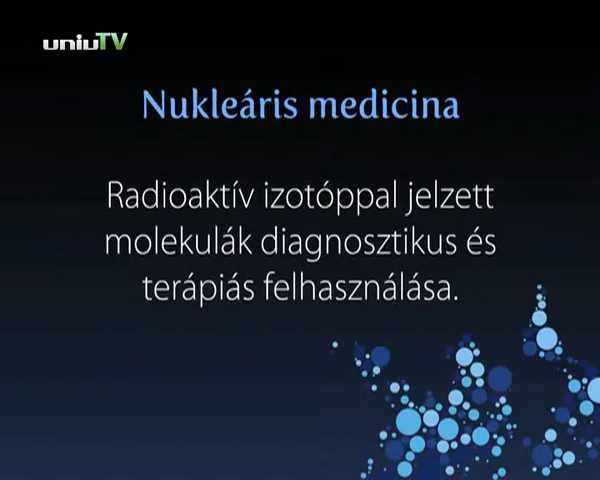 uniuTV
Nukleáris medicina
Radioaktív izotóppal jelzett
molekulák diagnosztikus és
terápiás felhasználása.